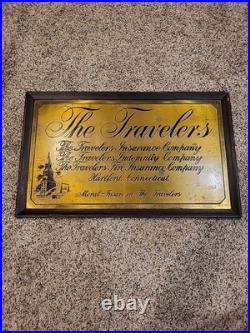 The Travelers
The Travelers Insurance Company
The Travelers Indemnity Company
The Travelers Fire Insurance Company
Hartford, Connecticut
Moral - Insure in The Travelers